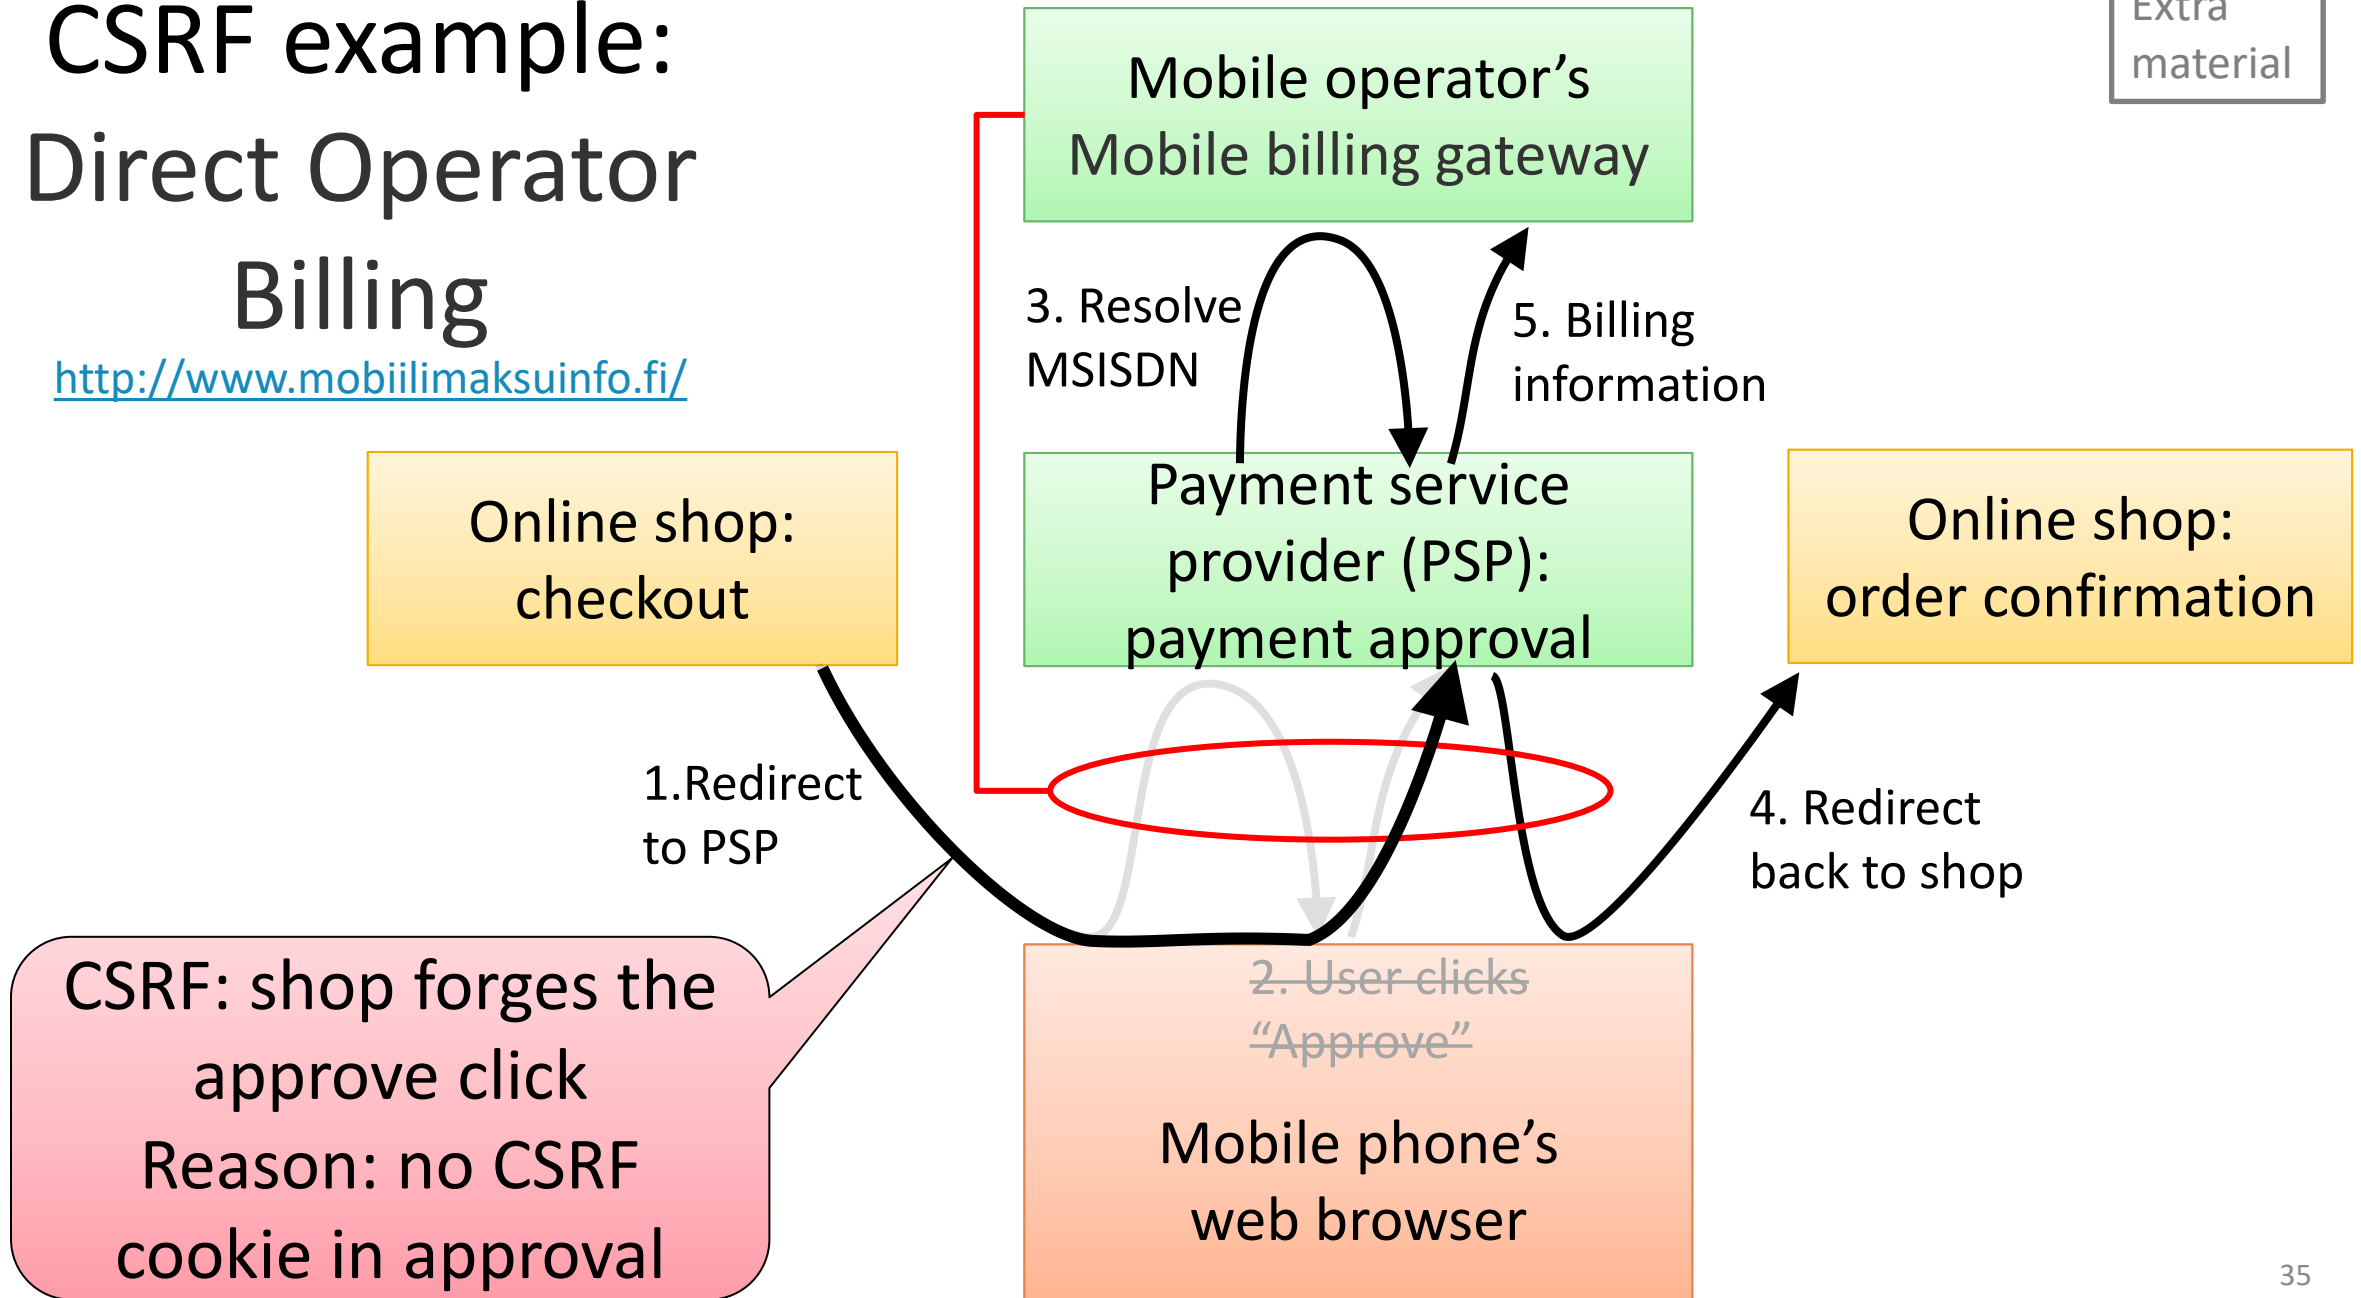 CSRF example:
Direct Operator
Billing
http://www.mobiilimaksuinfo.fi/
Extra
material
Mobile operator’s
Mobile billing gateway
3. Resolve
MSISDN
5. Billing
information
Online shop:
checkout
Payment service
provider (PSP):
payment approval
Online shop:
order confirmation
1.Redirect
to PSP
4. Redirect
back to shop
CSRF: shop forges the
approve click
Reason: no CSRF
cookie in approval
2. User clicks
“Approve”
Mobile phone’s
web browser
35